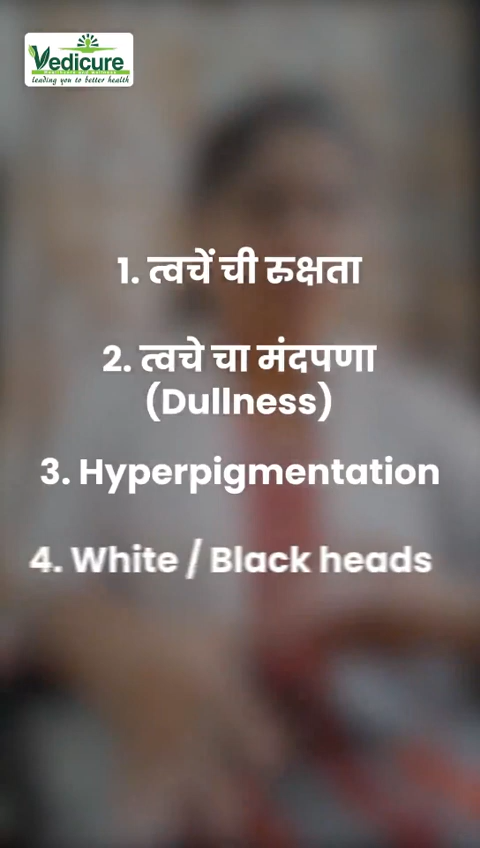 Vedicure
leading you to better health
1. त्वचें ची रुक्षता
2. त्वचे चा मंदपणा
(Dullness)
3. Hyperpigmentation
4. White / Black heads